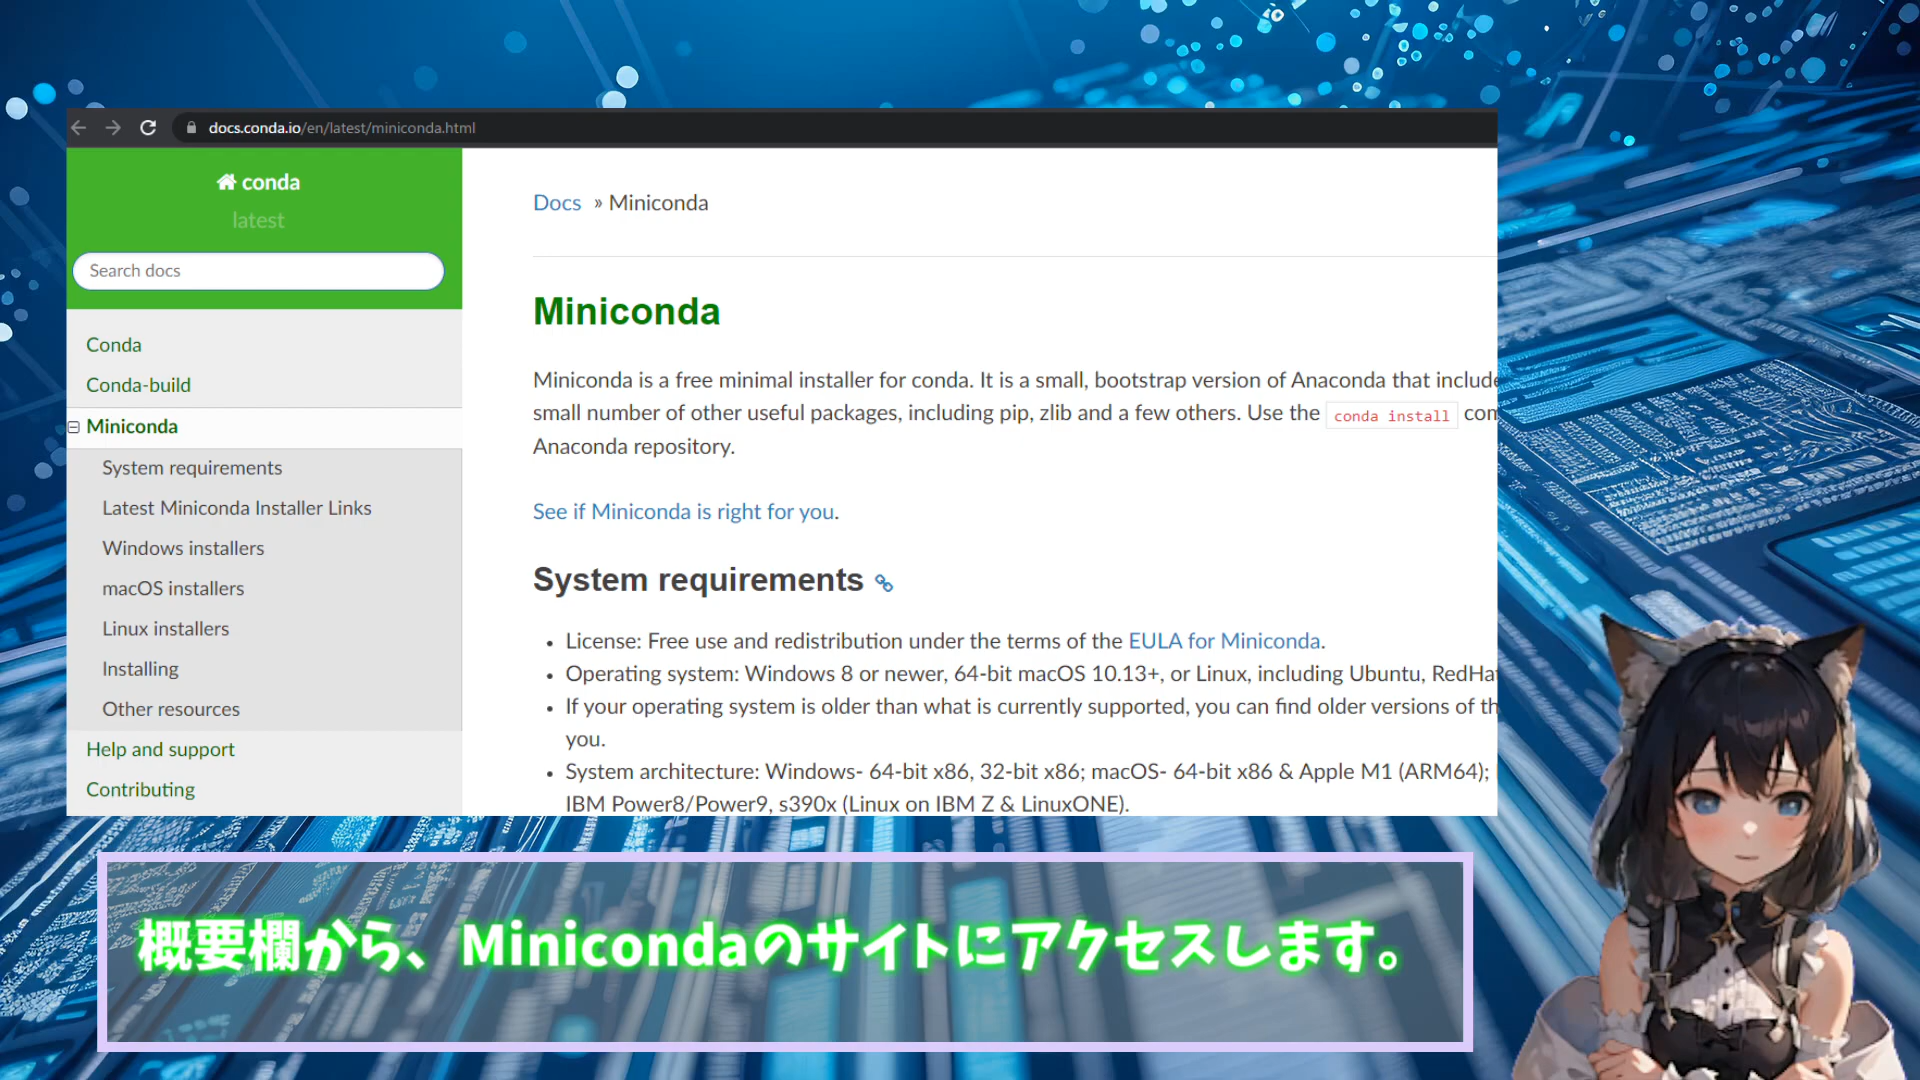 docs.conda.io/en/latest/miniconda.html
conda
latest
Search docs
Conda
Conda-build
Miniconda
System requirements
Latest Miniconda Installer Links
Windows installers
macOS installers
Linux installers
Installing
Other resources
Help and support
Contributing
Docs » Miniconda
Miniconda
Miniconda is a free minimal installer for conda. It is a small, bootstrap version of Anaconda that include
small number of other useful packages, including pip, zlib and a few others. Use the conda install com
Anaconda repository.
See if Miniconda is right for you.
System requirements
• License: Free use and redistribution under the terms of the EULA for Miniconda.
• Operating system: Windows 8 or newer, 64-bit macOS 10.13+, or Linux, including Ubuntu, RedHat
• If your operating system is older than what is currently supported, you can find older versions of th
you.
• System architecture: Windows- 64-bit x86, 32-bit x86; macOS- 64-bit x86 & Apple M1 (ARM64);
IBM Power8/Power9, s390x (Linux on IBM Z & LinuxONE).
概要欄から、Minicondaのサイトにアクセスします。